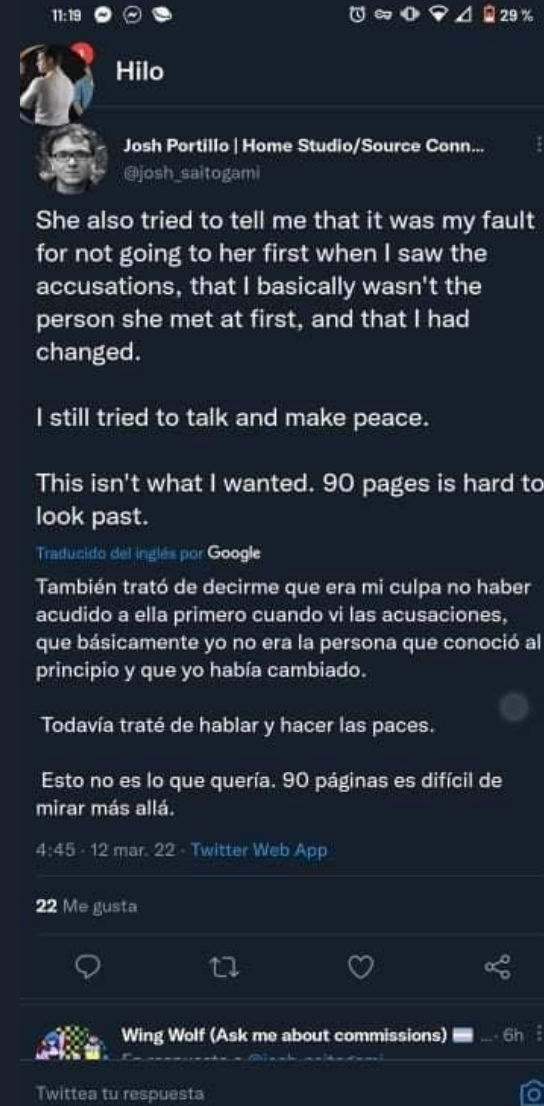 11:19
29 %
Hilo
Josh Portillo | Home Studio/Source Conn...
@josh_saitogami
She also tried to tell me that it was my fault
for not going to her first when I saw the
accusations, that I basically wasn't the
person she met at first, and that I had
changed.
I still tried to talk and make peace.
This isn't what I wanted. 90 pages is hard to
look past.
Traducido del inglés por Google
También trató de decirme que era mi culpa no haber
acudido a ella primero cuando vi las acusaciones,
que básicamente yo no era la persona que conoció al
principio y que yo había cambiado.
Todavía traté de hablar y hacer las paces.
Esto no es lo que quería. 90 páginas es difícil de
mirar más allá.
4:45 · 12 mar. 22 · Twitter Web App
22 Me gusta
Wing Wolf (Ask me about commissions) ... · 6h
Twittea tu respuesta